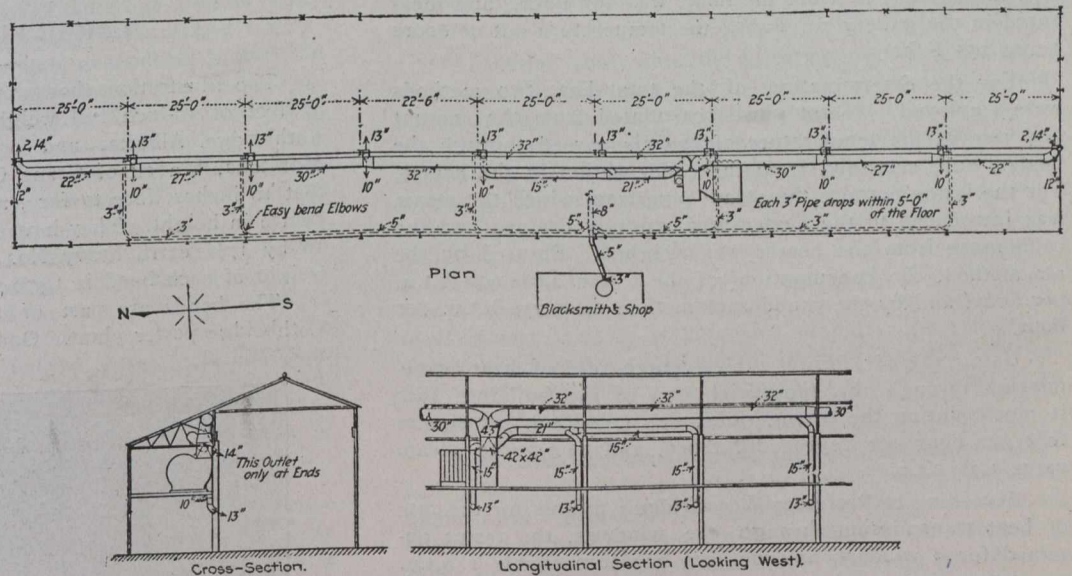 25'-0" 25'-0" 25'-0" 22'-6" 25'-0" 25'-0" 25'-0" 25'-0" 25'-0"
2,14" 13" 13" 13" 13" 13" 13" 13" 13" 2,14"
32" 32"
12" 22" 10" 27" 10" 30" 10" 32" 10" 15" 21" 10" 30" 10" 27" 10" 22" 12"
3" 3" Easy bend Elbows 3" 8" 3" Each 3" Pipe drops within 5'-0"
of the Floor
3" 5" 5" 5" 3"
5"
3"
Plan
Blacksmith's Shop
N S
32" 32" 32"
30" 43" 30"
14" 21"
This Outlet
only at Ends
42"x42" 15"
15" 15" 15" 15"
10"
13" 13" 13" 13" 13"
Cross-Section.
Longitudinal Section (Looking West).